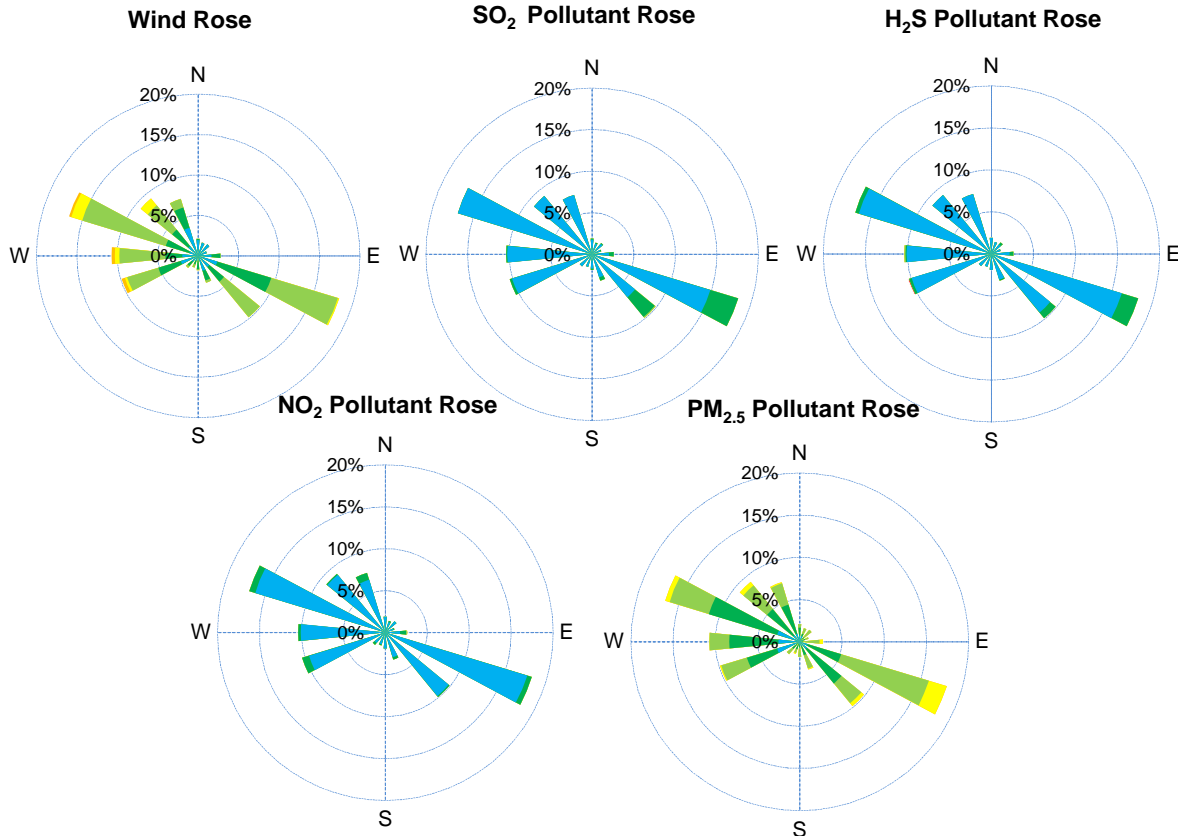 Wind Rose
N
20%
15%
10%
5%
0%
W
E
S
SO₂ Pollutant Rose
N
20%
15%
10%
5%
0%
W
E
S
H₂S Pollutant Rose
N
20%
15%
10%
5%
0%
W
E
S
NO₂ Pollutant Rose
N
20%
15%
10%
5%
0%
W
E
S
PM₂.₅ Pollutant Rose
N
20%
15%
10%
5%
0%
W
E
S